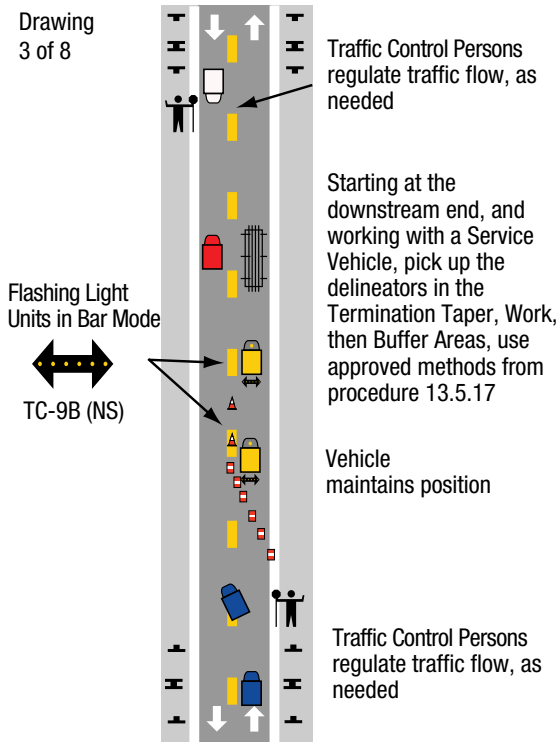 Drawing
3 of 8
Traffic Control Persons
regulate traffic flow, as
needed
Starting at the
downstream end, and
working with a Service
Vehicle, pick up the
delineators in the
Termination Taper, Work,
then Buffer Areas, use
approved methods from
procedure 13.5.17
Flashing Light
Units in Bar Mode
TC-9B (NS)
Vehicle
maintains position
Traffic Control Persons
regulate traffic flow, as
needed